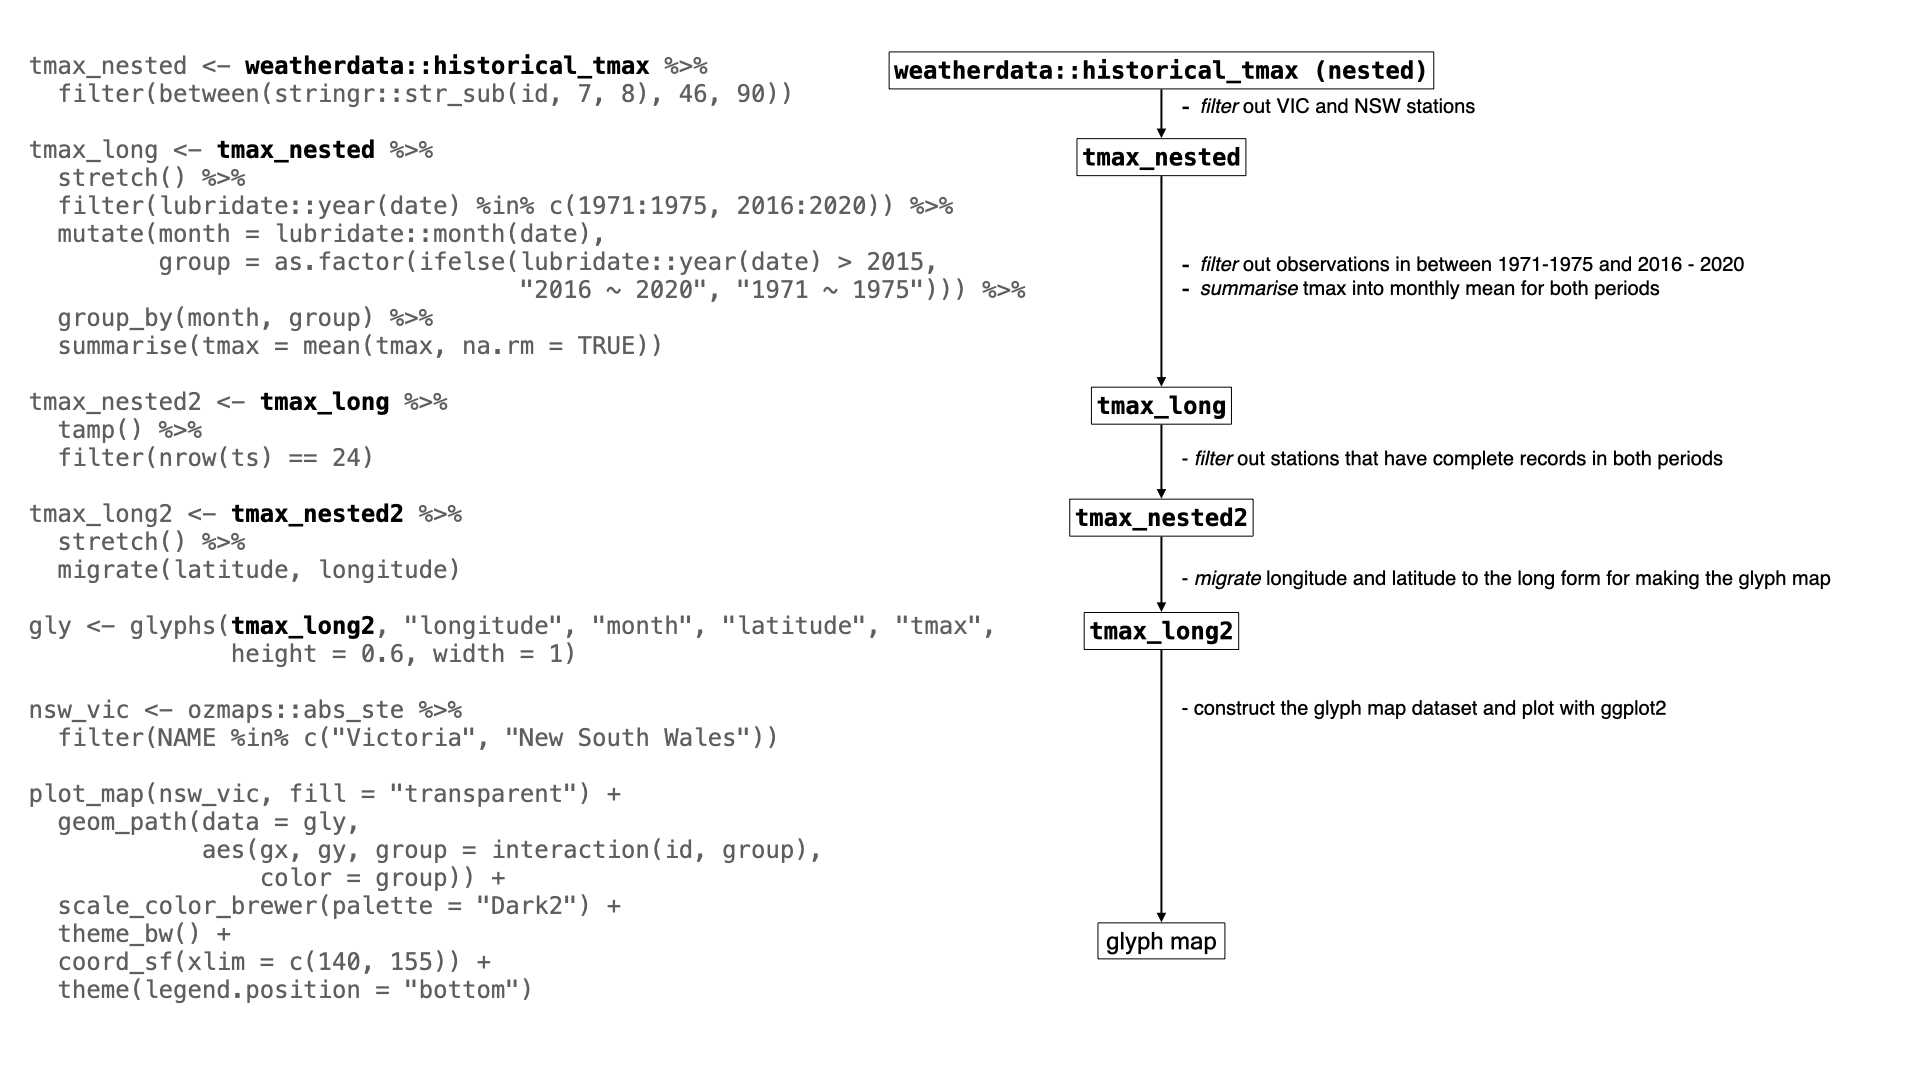 tmax_nested <- weatherdata::historical_tmax %>%
  filter(between(stringr::str_sub(id, 7, 8), 46, 90))
tmax_long <- tmax_nested %>%
  stretch() %>%
  filter(lubridate::year(date) %in% c(1971:1975, 2016:2020)) %>%
  mutate(month = lubridate::month(date),
         group = as.factor(ifelse(lubridate::year(date) > 2015,
                                  "2016 ~ 2020", "1971 ~ 1975"))) %>%
  group_by(month, group) %>%
  summarise(tmax = mean(tmax, na.rm = TRUE))
tmax_nested2 <- tmax_long %>%
  tamp() %>%
  filter(nrow(ts) == 24)
tmax_long2 <- tmax_nested2 %>%
  stretch() %>%
  migrate(latitude, longitude)
gly <- glyphs(tmax_long2, "longitude", "month", "latitude", "tmax",
              height = 0.6, width = 1)
nsw_vic <- ozmaps::abs_ste %>%
  filter(NAME %in% c("Victoria", "New South Wales"))
plot_map(nsw_vic, fill = "transparent") +
  geom_path(data = gly,
            aes(gx, gy, group = interaction(id, group),
                color = group)) +
  scale_color_brewer(palette = "Dark2") +
  theme_bw() +
  coord_sf(xlim = c(140, 155)) +
  theme(legend.position = "bottom")
weatherdata::historical_tmax (nested)
- filter out VIC and NSW stations
tmax_nested
- filter out observations in between 1971-1975 and 2016 - 2020
- summarise tmax into monthly mean for both periods
tmax_long
- filter out stations that have complete records in both periods
tmax_nested2
- migrate longitude and latitude to the long form for making the glyph map
tmax_long2
- construct the glyph map dataset and plot with ggplot2
glyph map